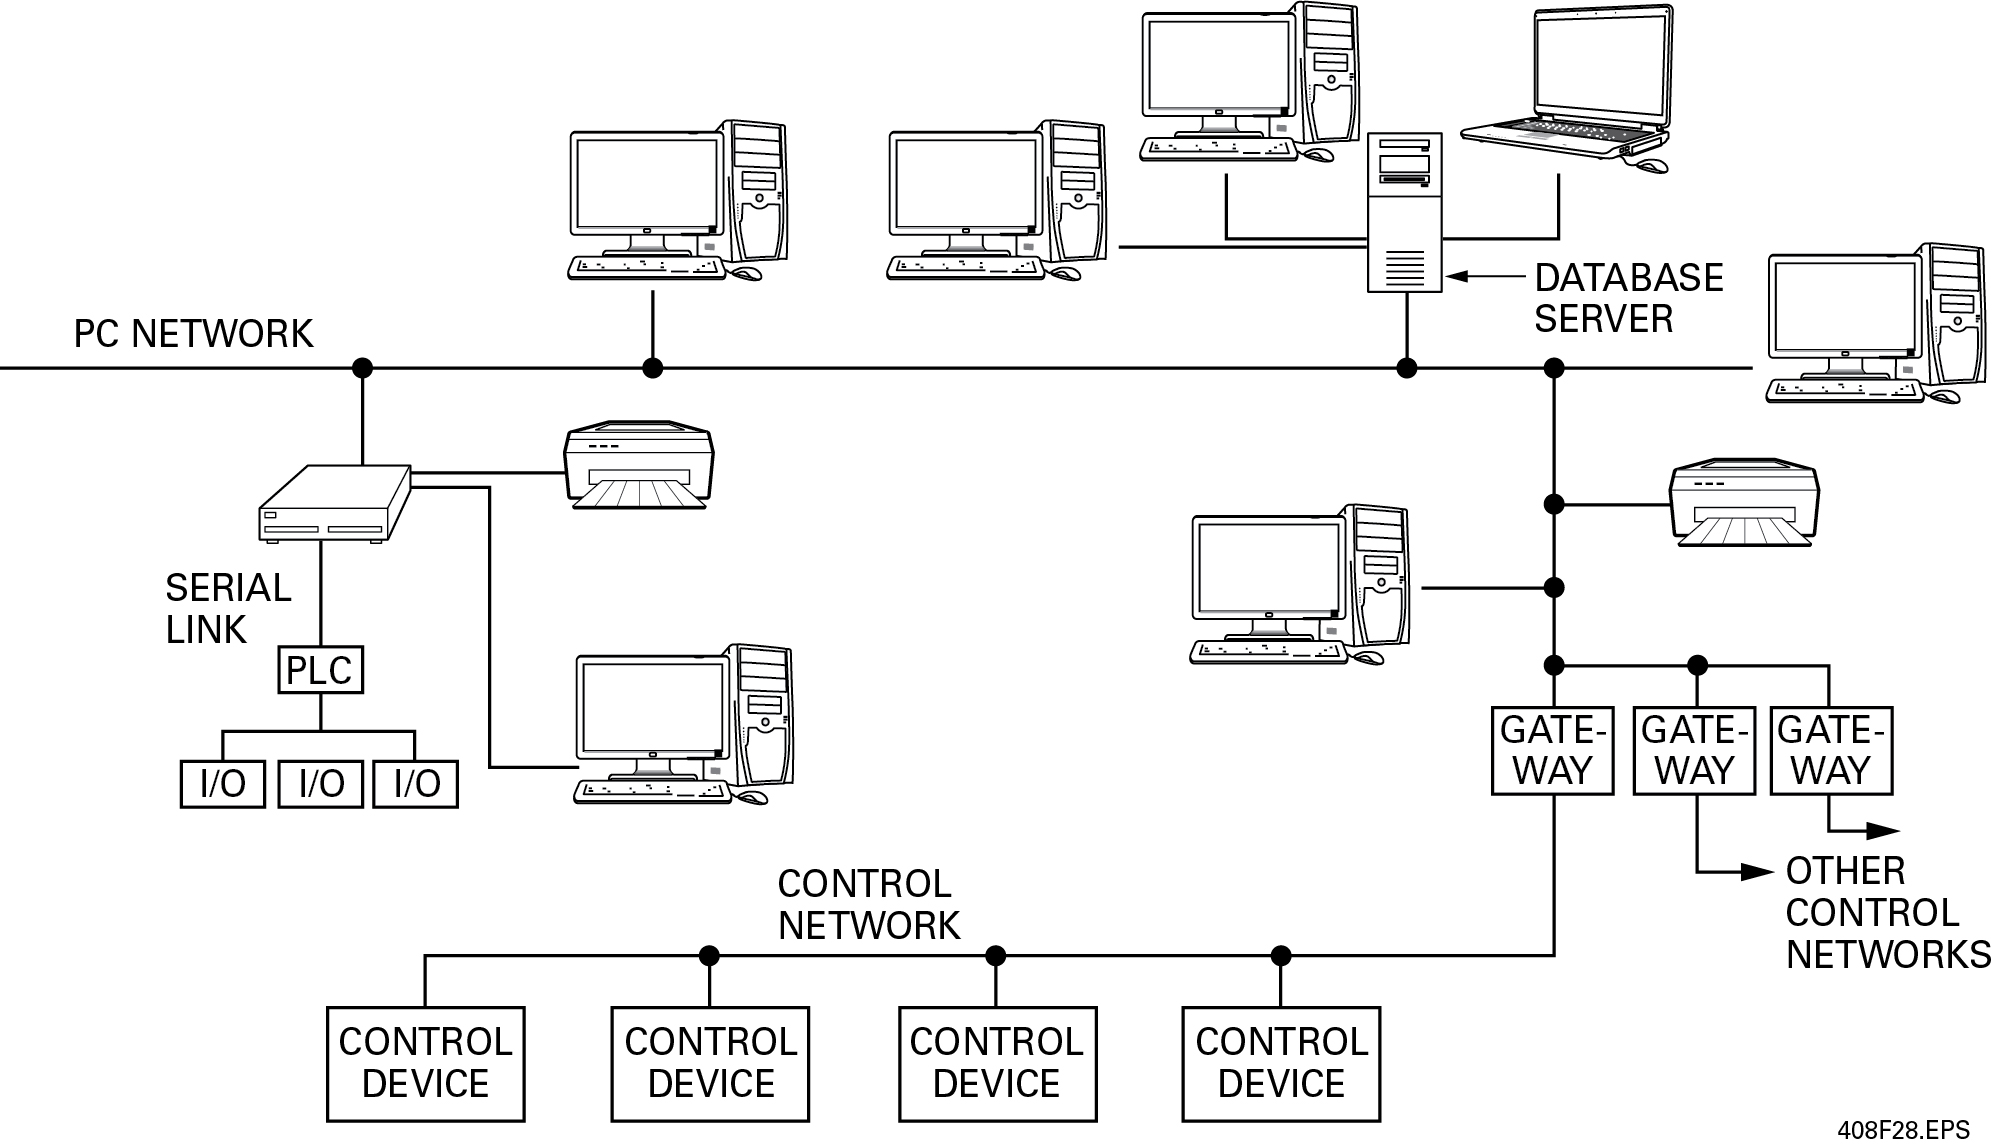 DATABASE
SERVER
PC NETWORK
SERIAL
LINK
PLC
I/O
I/O
I/O
GATE-
WAY
GATE-
WAY
GATE-
WAY
OTHER
CONTROL
NETWORKS
CONTROL
NETWORK
CONTROL
DEVICE
CONTROL
DEVICE
CONTROL
DEVICE
CONTROL
DEVICE
408F28.EPS